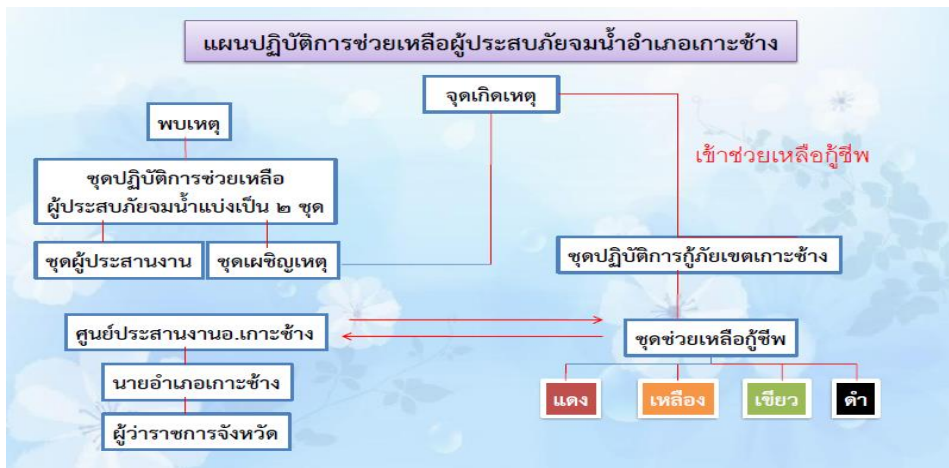 แผนปฏิบัติการช่วยเหลือผู้ประสบภัยจมน้ำอำเภอเกาะช้าง
จุดเกิดเหตุ
พบเหตุ
เข้าช่วยเหลือกู้ชีพ
ชุดปฏิบัติการช่วยเหลือ
ผู้ประสบภัยจมน้ำแบ่งเป็น ๒ ชุด
ชุดผู้ประสานงาน
ชุดเผชิญเหตุ
ชุดปฏิบัติการกู้ภัยเขตเกาะช้าง
ศูนย์ประสานงานอ.เกาะช้าง
ชุดช่วยเหลือกู้ชีพ
นายอำเภอเกาะช้าง
แดง
เหลือง
เขียว
ดำ
ผู้ว่าราชการจังหวัด